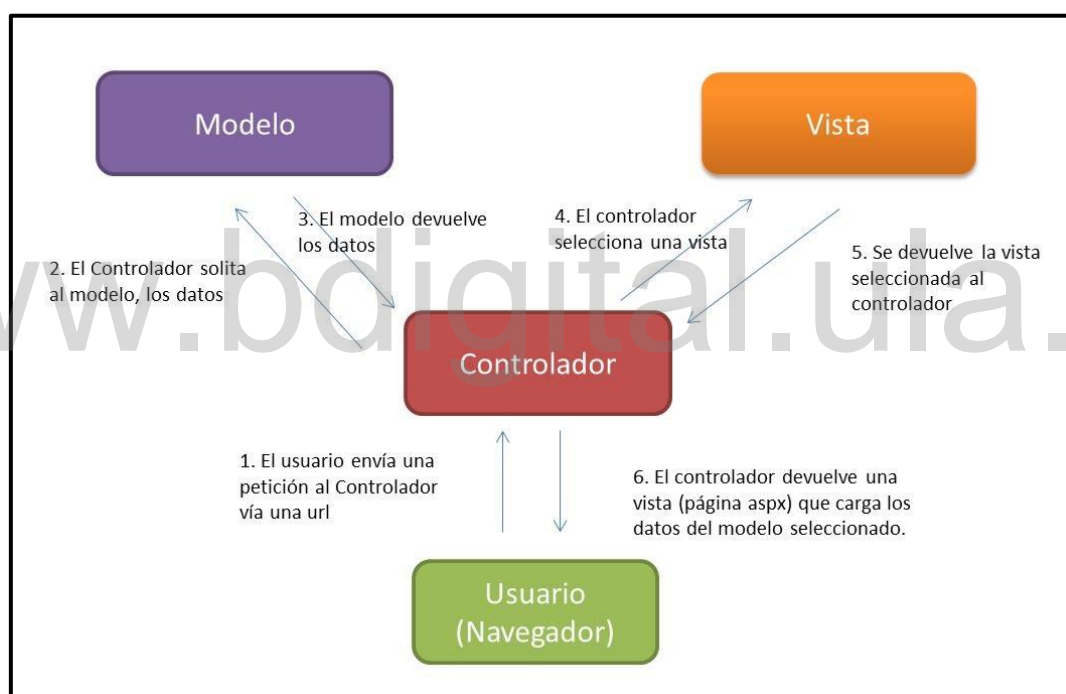 Modelo
Vista
3. El modelo devuelve
los datos
4. El controlador
selecciona una vista
2. El Controlador solita
al modelo, los datos
5. Se devuelve la vista
seleccionada al
controlador
www.bdigital.ula.
Controlador
1. El usuario envía una
petición al Controlador
vía una url
6. El controlador devuelve una
vista (página aspx) que carga los
datos del modelo seleccionado.
Usuario
(Navegador)